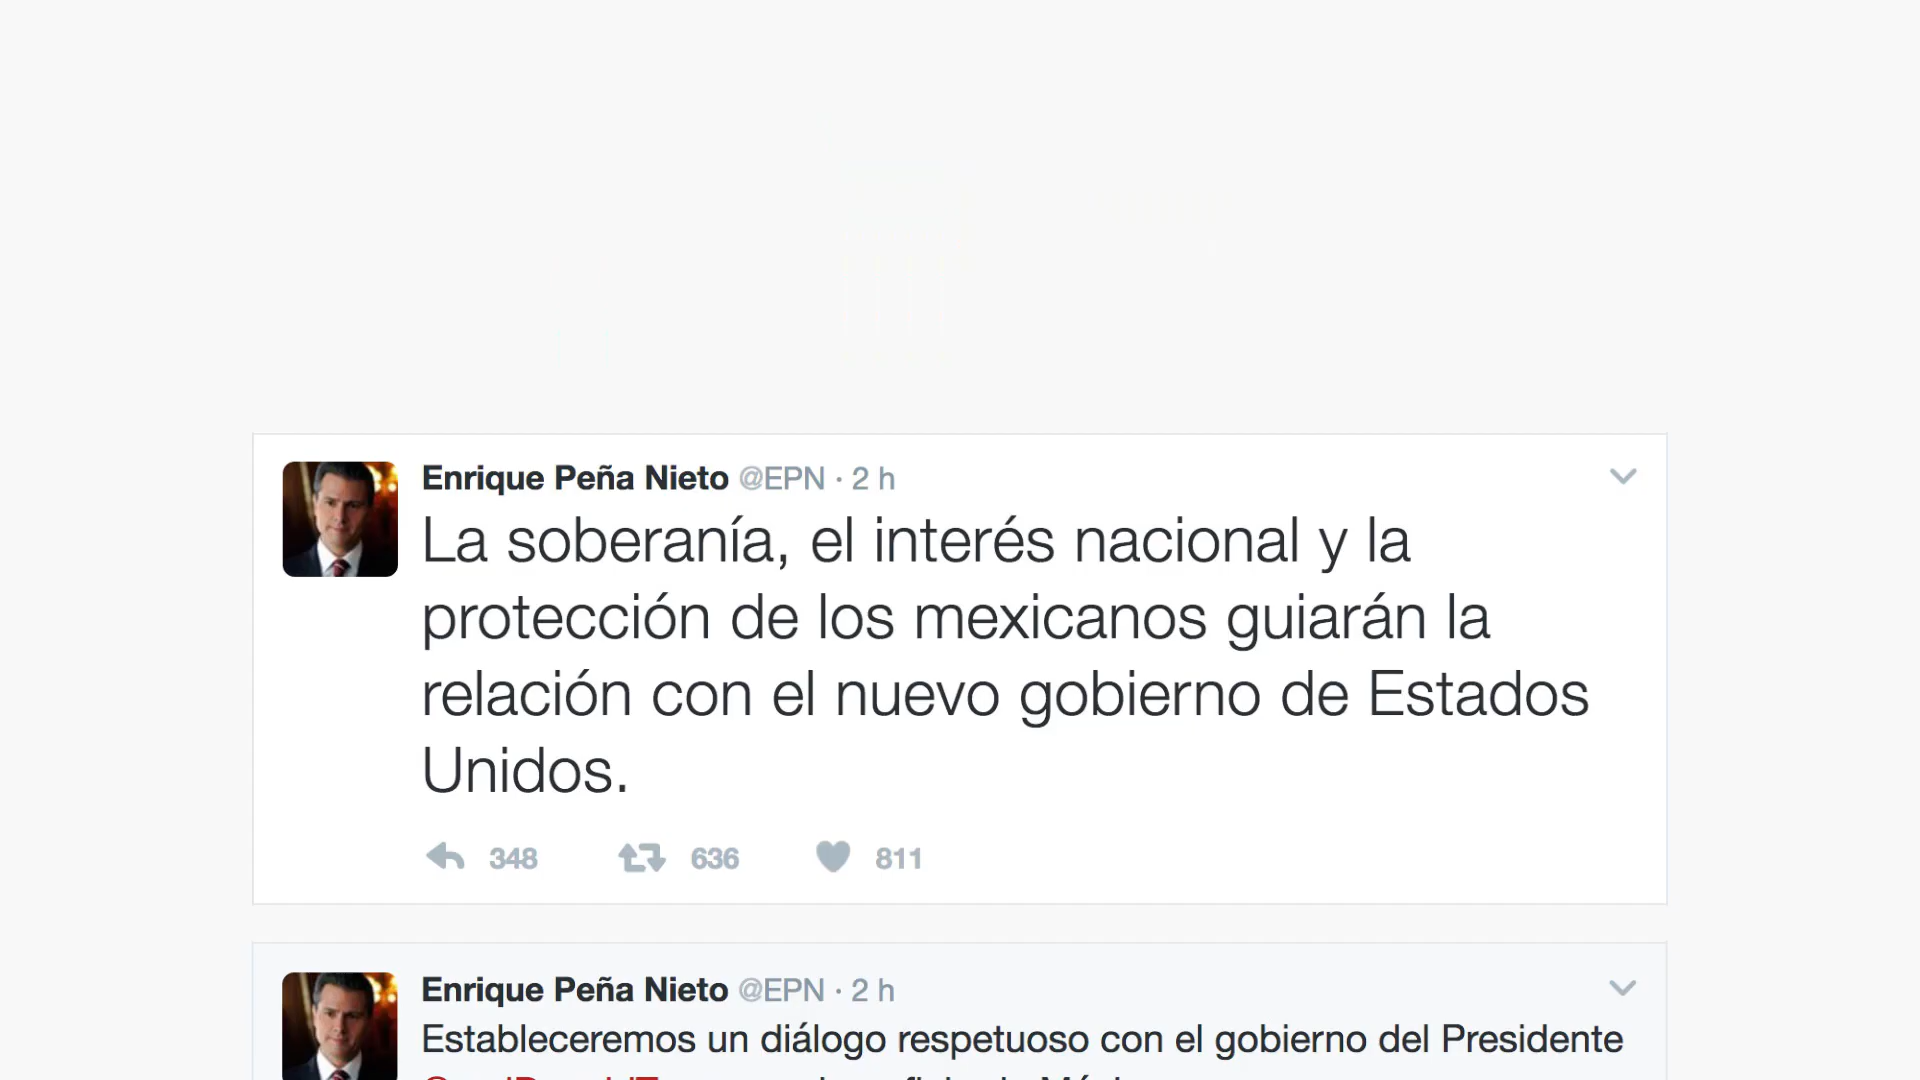 Enrique Peña Nieto @EPN · 2 h
La soberanía, el interés nacional y la
protección de los mexicanos guiarán la
relación con el nuevo gobierno de Estados
Unidos.
348 636 811
Enrique Peña Nieto @EPN · 2 h
Estableceremos un diálogo respetuoso con el gobierno del Presidente